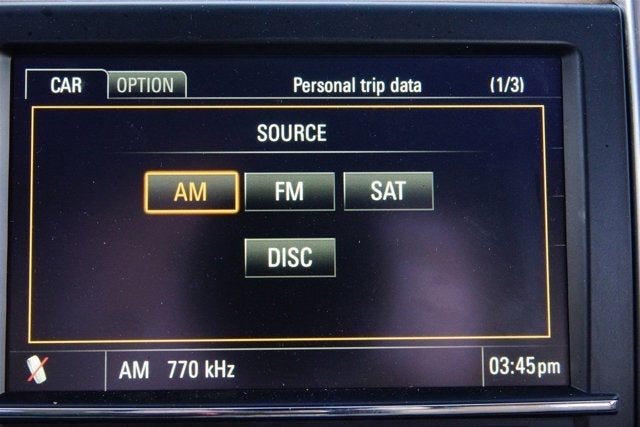 CAR OPTION Personal trip data (1/3)
SOURCE
AM FM SAT
DISC
AM 770 kHz 03:45pm